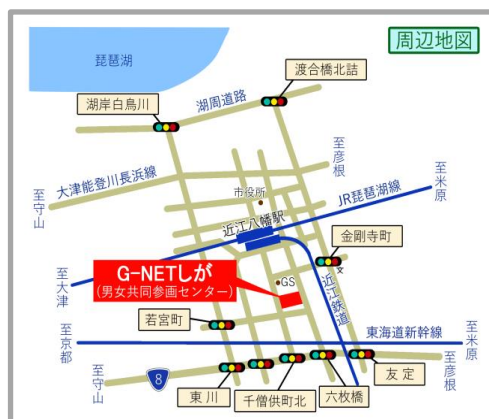 周辺地図
琵琶湖
渡合橋北詰
湖岸白鳥川
湖周道路
至彦根
至米原
大津能登川長浜線
至守山
市役所
JR琵琶湖線
近江八幡駅
金剛寺町
文
至大津
G-NETしが
(男女共同参画センター)
GS
近江鉄道
若宮町
至京都
東海道新幹線
至米原
至守山
8
東川
千僧供町北
六枚橋
友定
至彦根